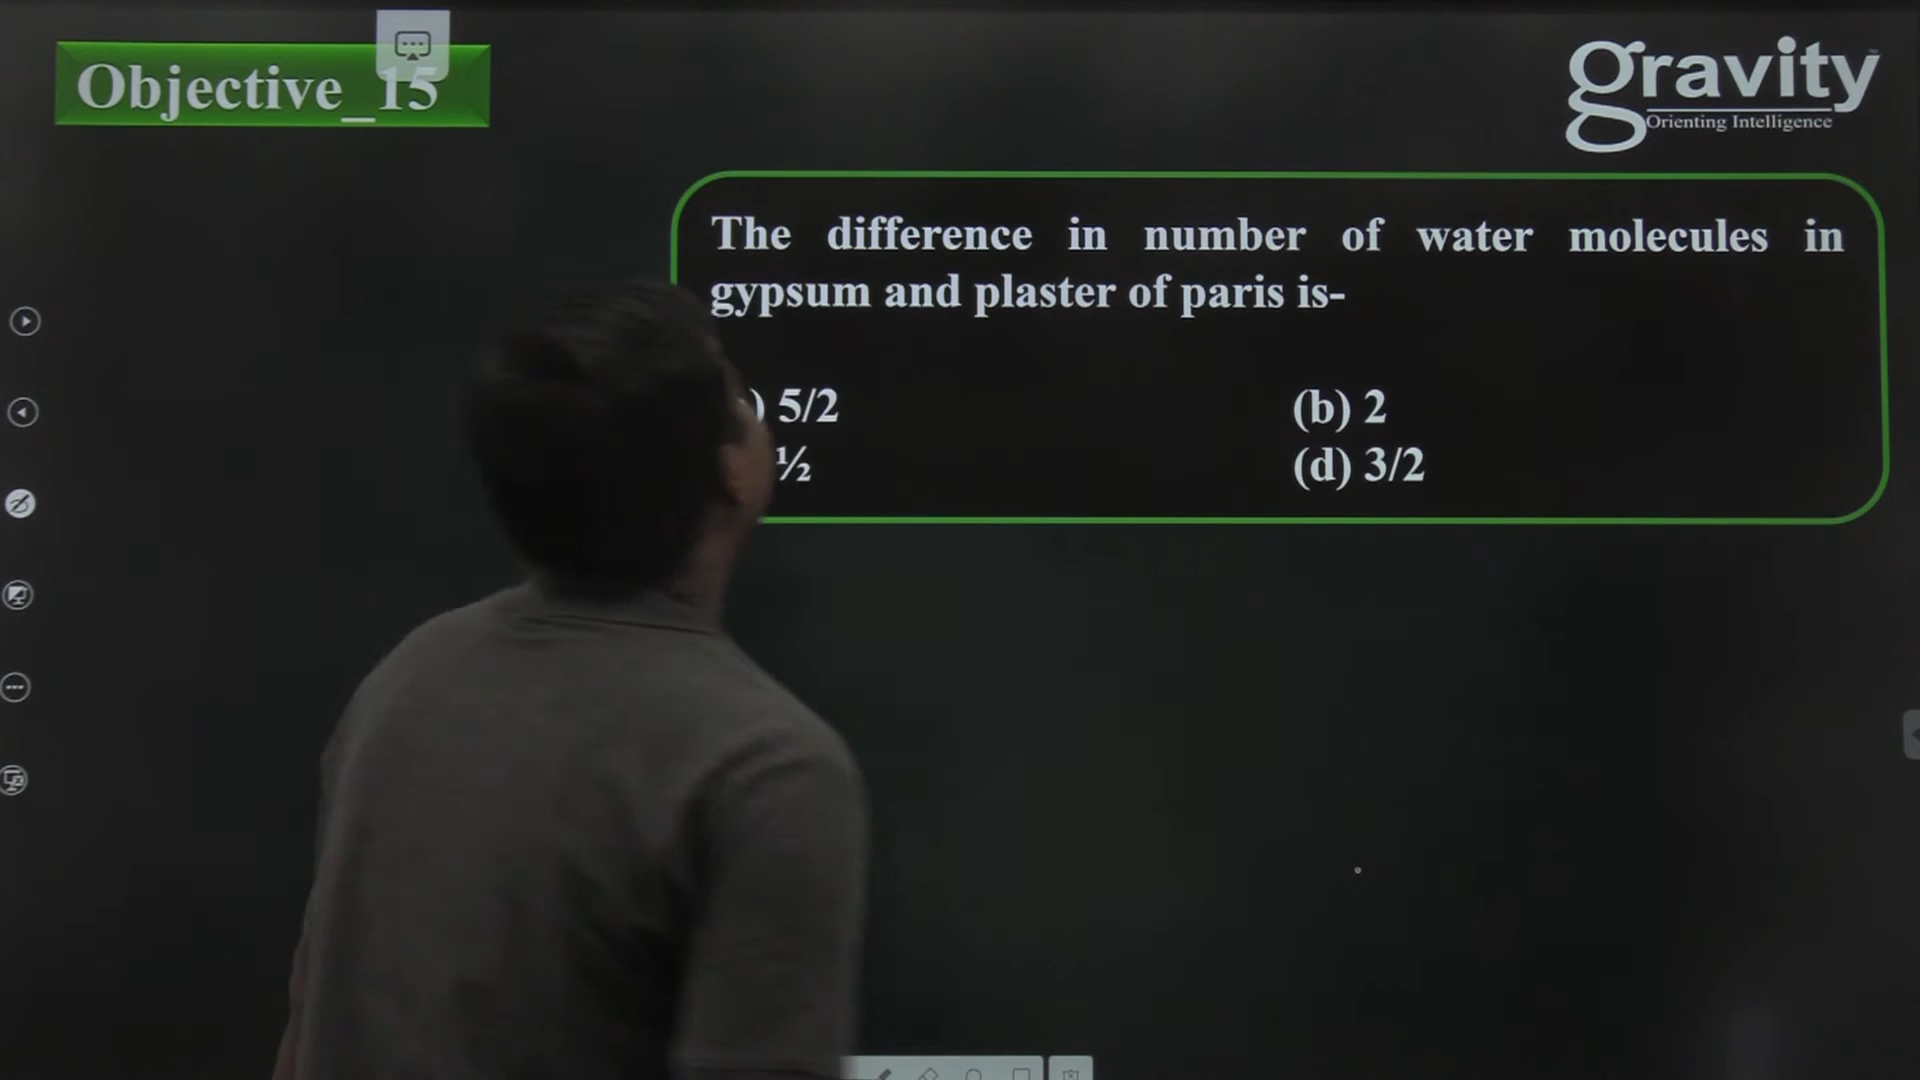 Objective_15
gravity
Orienting Intelligence
The difference in number of water molecules in
gypsum and plaster of paris is-
) 5/2
(b) 2
½
(d) 3/2